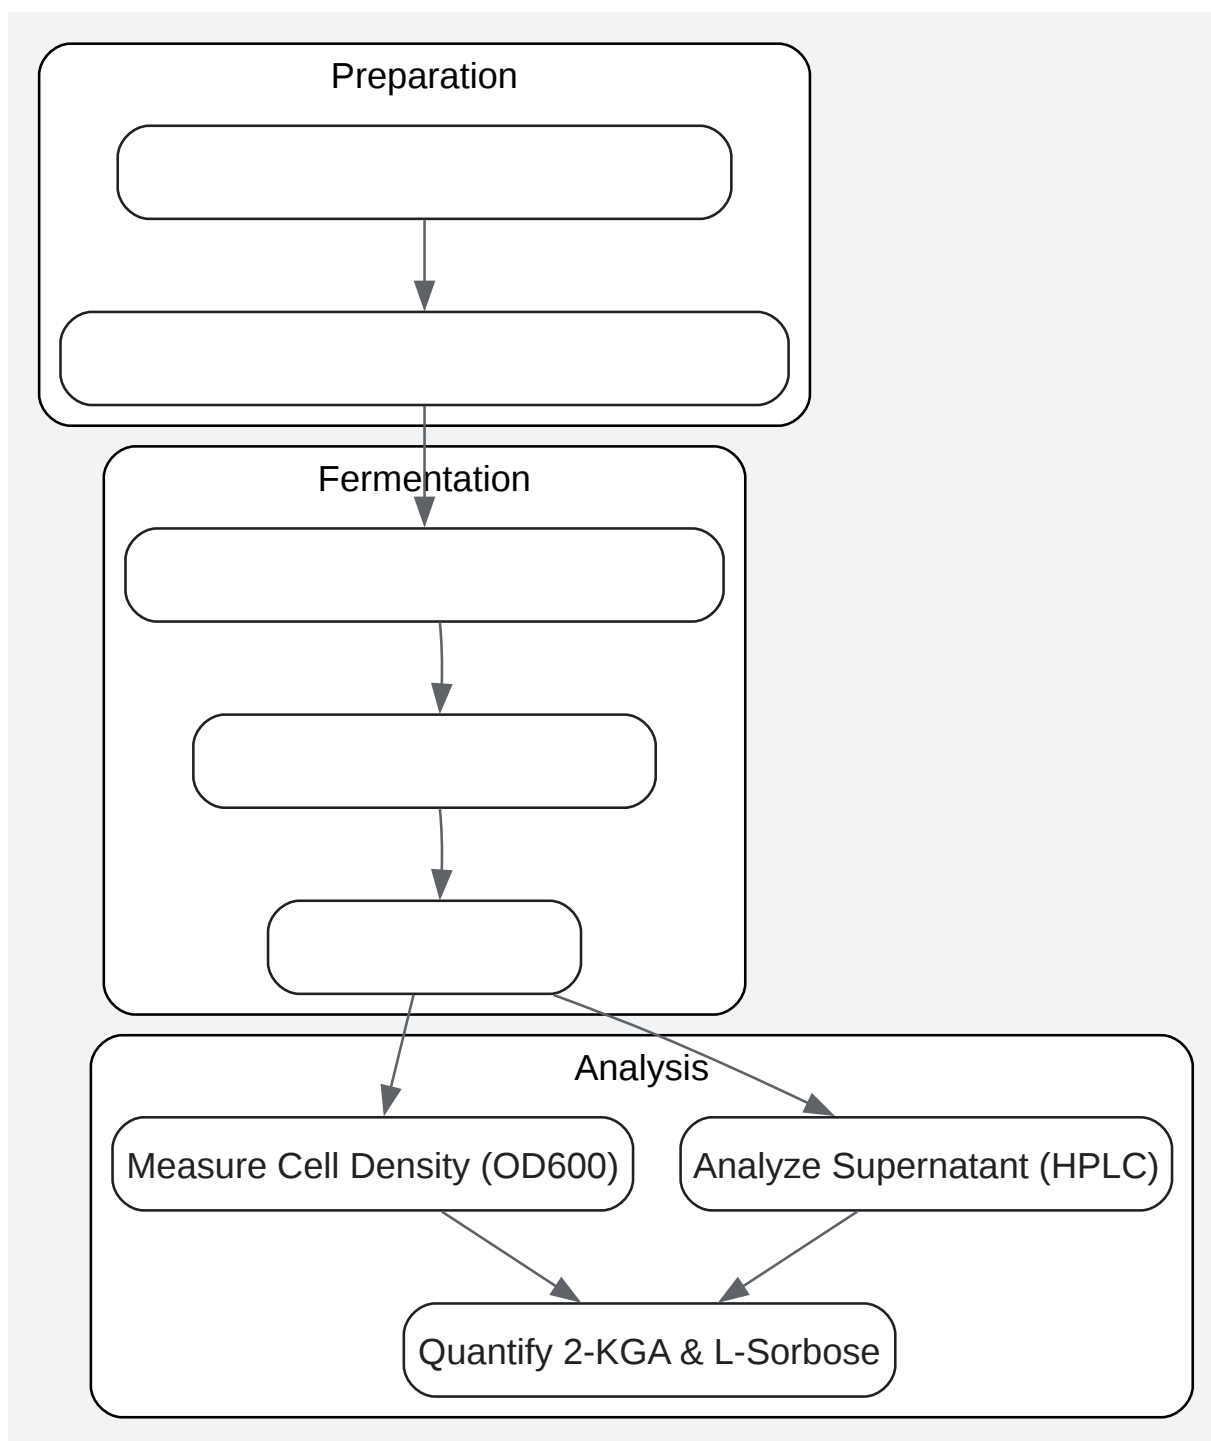 Preparation
Fermentation
Analysis
Measure Cell Density (OD600)
Analyze Supernatant (HPLC)
Quantify 2-KGA & L-Sorbose